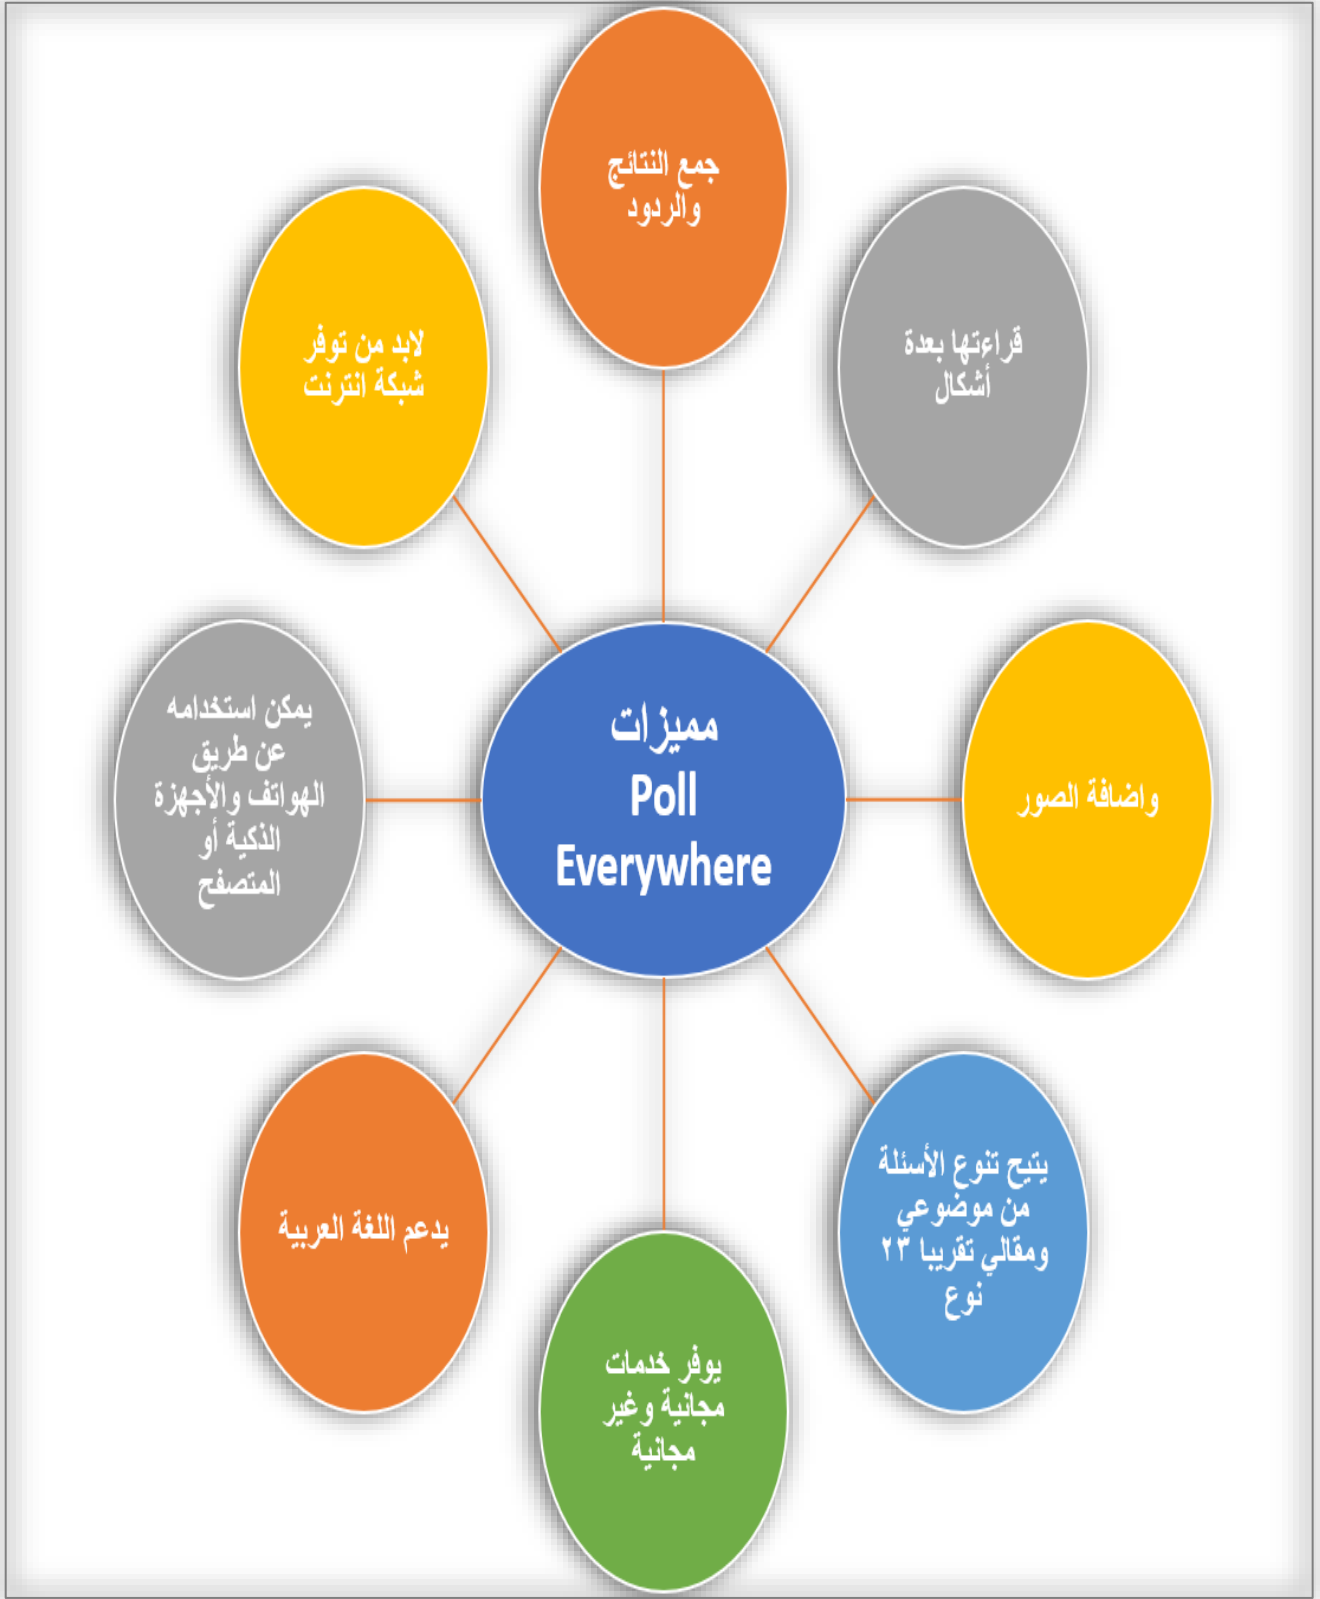 جمع النتائج
والردود
قراءتها بعدة
أشكال
واضافة الصور
يتيح تنوع الأسئلة
من موضوعي
ومقالي تقريبا ٢٣
نوع
يوفر خدمات
مجانية وغير
مجانية
يدعم اللغة العربية
يمكن استخدامه
عن طريق
الهواتف والأجهزة
الذكية أو
المتصفح
لابد من توفر
شبكة انترنت
مميزات
Poll
Everywhere